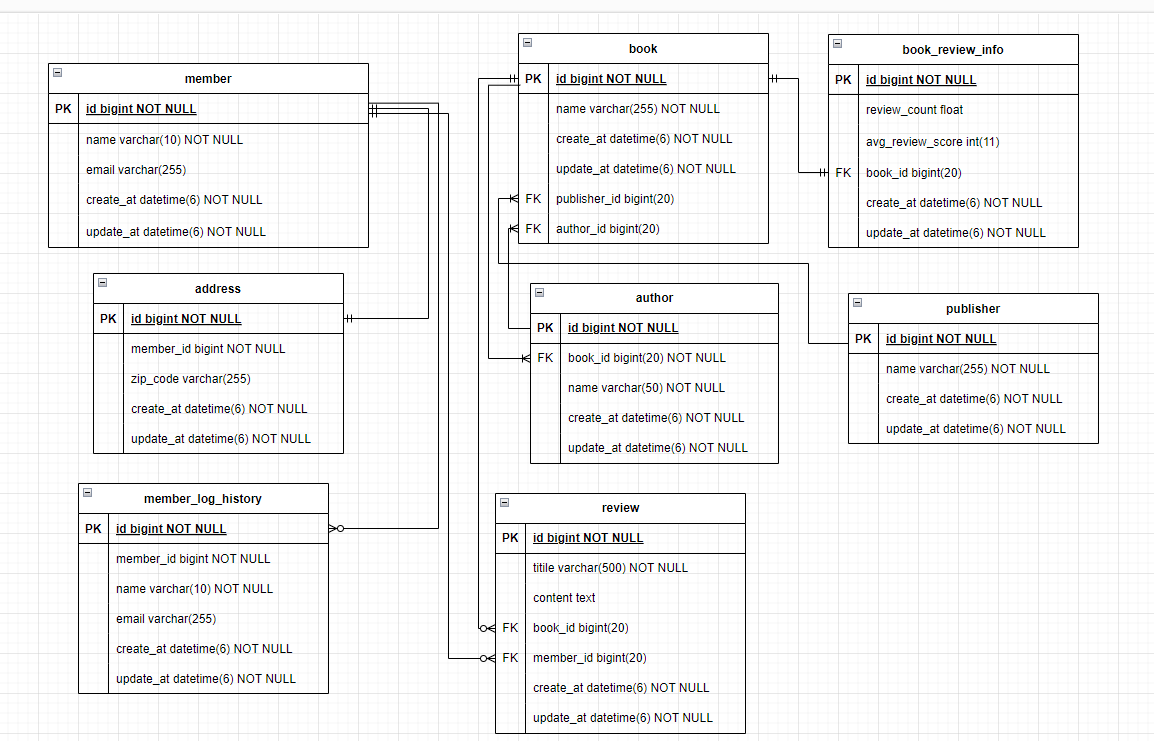 member
PK id bigint NOT NULL
name varchar(10) NOT NULL
email varchar(255)
create_at datetime(6) NOT NULL
update_at datetime(6) NOT NULL
address
PK id bigint NOT NULL
member_id bigint NOT NULL
zip_code varchar(255)
create_at datetime(6) NOT NULL
update_at datetime(6) NOT NULL
member_log_history
PK id bigint NOT NULL
member_id bigint NOT NULL
name varchar(10) NOT NULL
email varchar(255)
create_at datetime(6) NOT NULL
update_at datetime(6) NOT NULL
book
PK id bigint NOT NULL
name varchar(255) NOT NULL
create_at datetime(6) NOT NULL
update_at datetime(6) NOT NULL
FK publisher_id bigint(20)
FK author_id bigint(20)
author
PK id bigint NOT NULL
FK book_id bigint(20) NOT NULL
name varchar(50) NOT NULL
create_at datetime(6) NOT NULL
update_at datetime(6) NOT NULL
review
PK id bigint NOT NULL
titile varchar(500) NOT NULL
content text
FK book_id bigint(20)
FK member_id bigint(20)
create_at datetime(6) NOT NULL
update_at datetime(6) NOT NULL
book_review_info
PK id bigint NOT NULL
review_count float
avg_review_score int(11)
FK book_id bigint(20)
create_at datetime(6) NOT NULL
update_at datetime(6) NOT NULL
publisher
PK id bigint NOT NULL
name varchar(255) NOT NULL
create_at datetime(6) NOT NULL
update_at datetime(6) NOT NULL